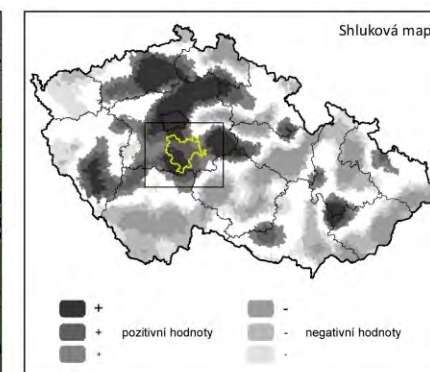 Shluková map
+ -
+ pozitivní hodnoty - negativní hodnoty
+ -